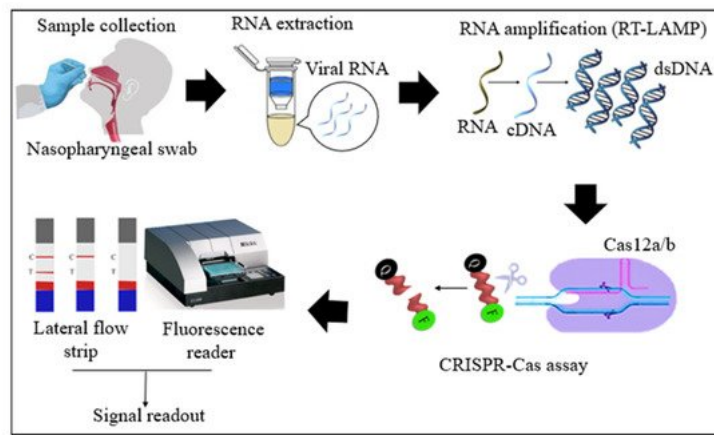 Sample collection
Nasopharyngeal swab
RNA extraction
Viral RNA
RNA amplification (RT-LAMP)
dsDNA
RNA
cDNA
Cas12a/b
Q
Q
F
F
CRISPR-Cas assay
C
C
T
T
Lateral flow
strip
Fluorescence
reader
Signal readout